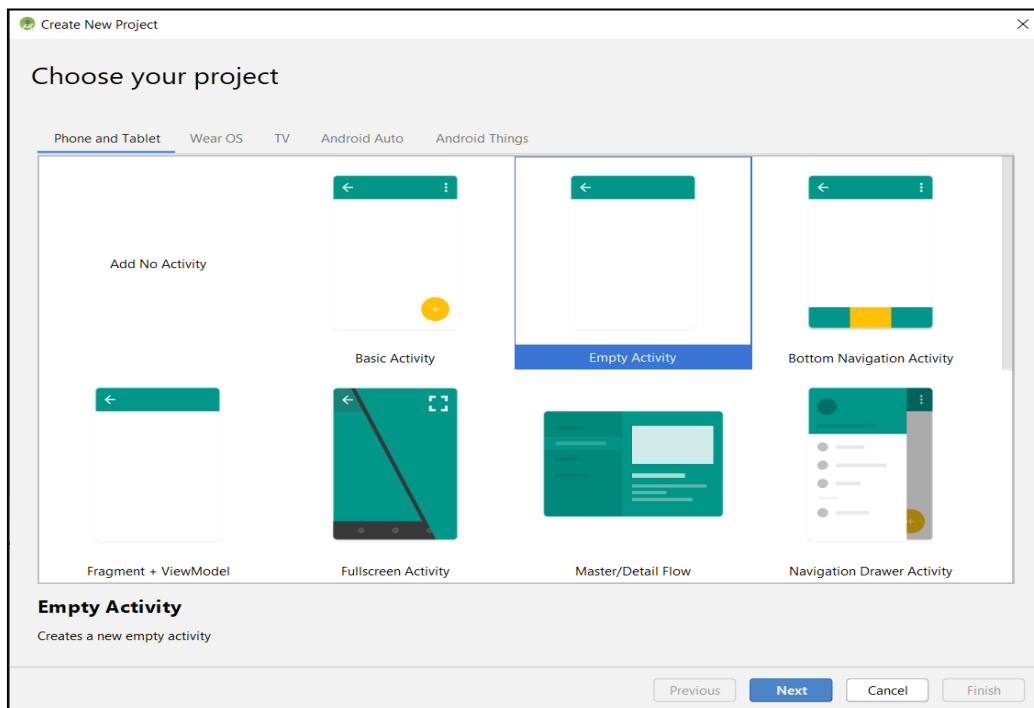 Create New Project
Choose your project
Phone and Tablet Wear OS TV Android Auto Android Things
Add No Activity
Basic Activity Empty Activity Bottom Navigation Activity
Fragment + ViewModel Fullscreen Activity Master/Detail Flow Navigation Drawer Activity
Empty Activity
Creates a new empty activity
Previous Next Cancel Finish